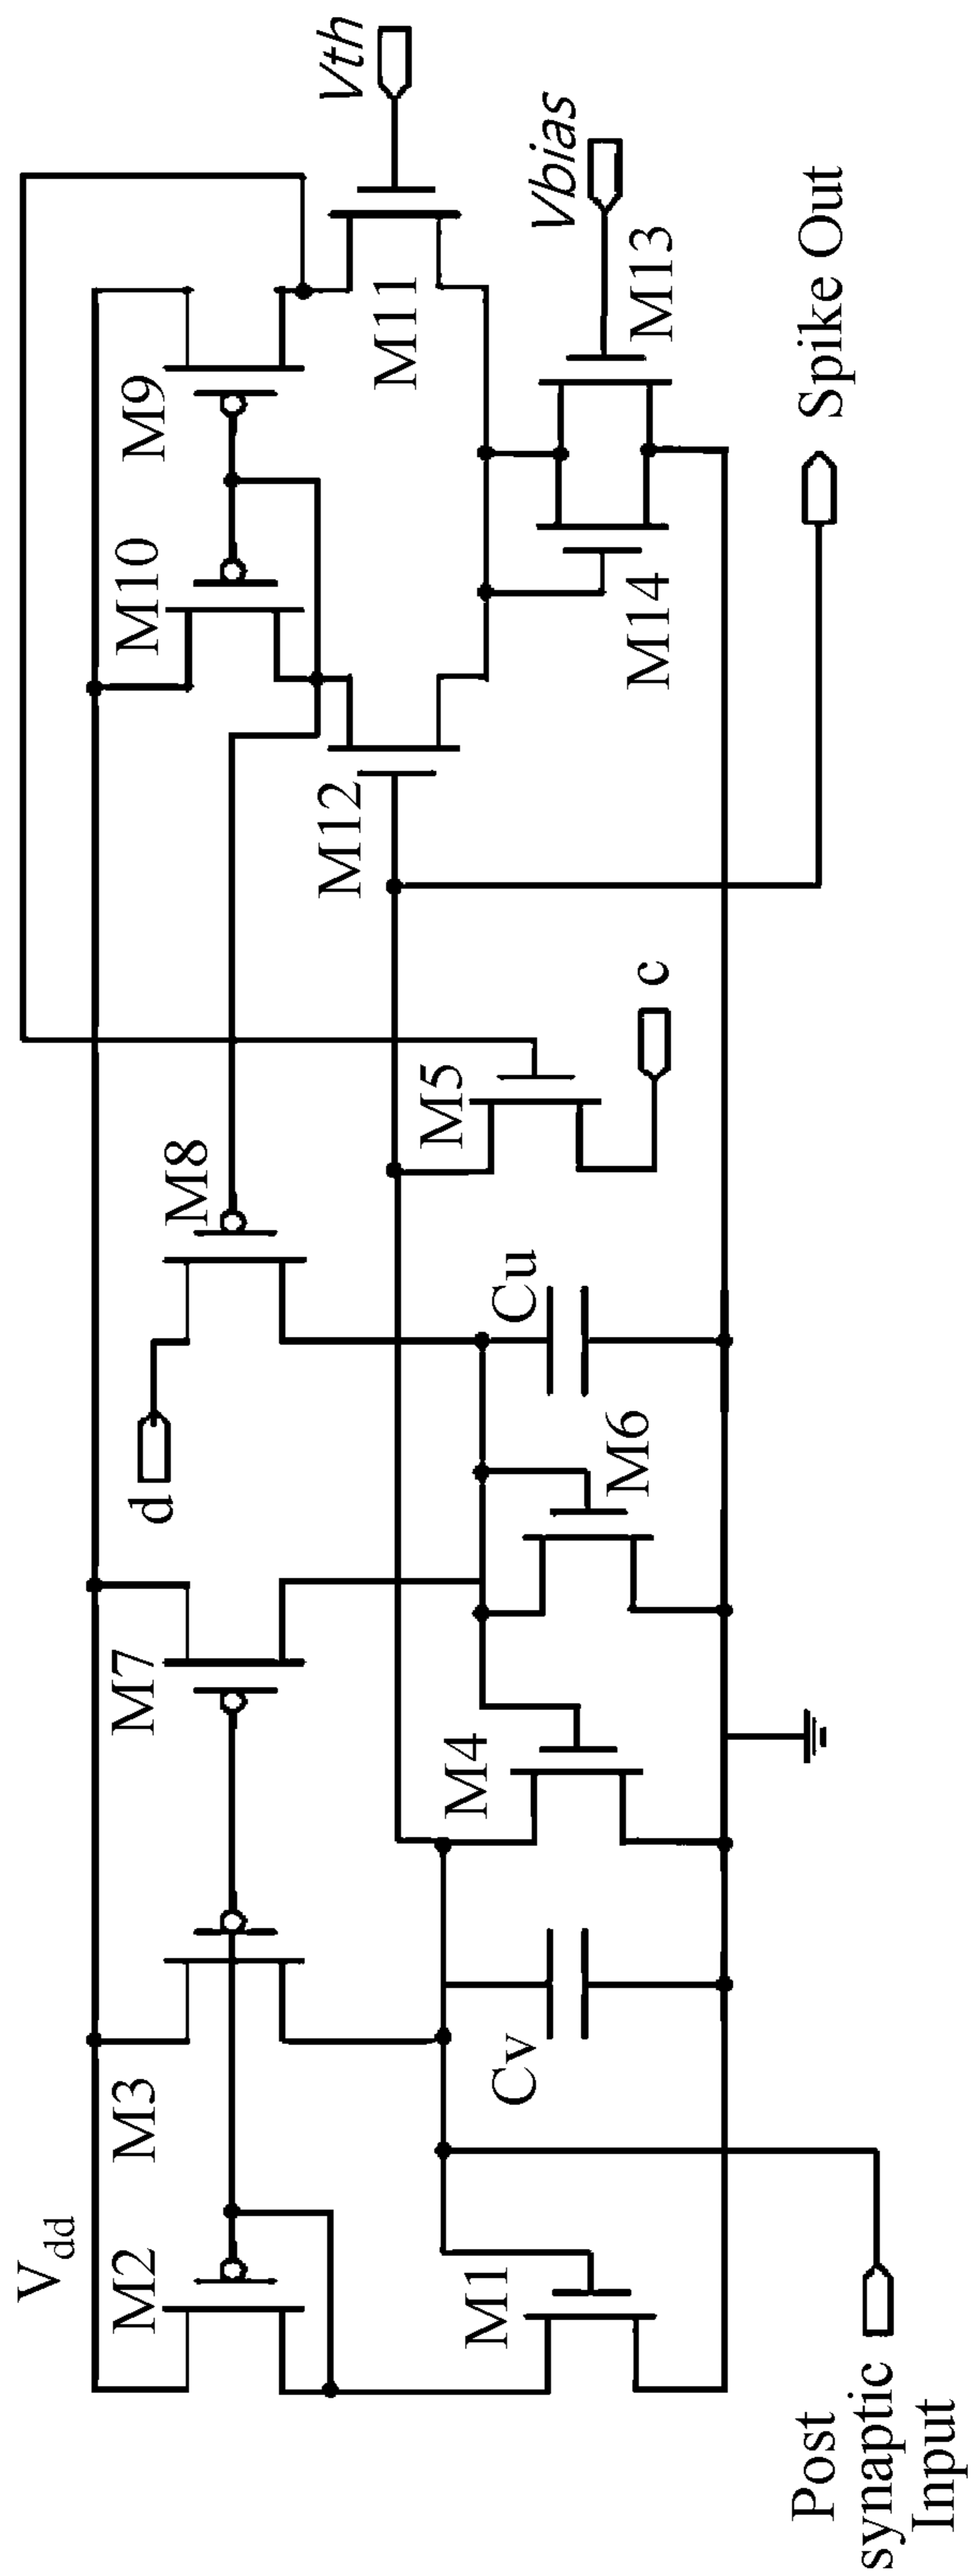 V_dd
M2
M3
M7
d
M8
M10
M9
Vth
M11
M12
M1
Cv
M4
M6
Cu
M5
c
M14
M13
Vbias
Post
synaptic
Input
Spike Out